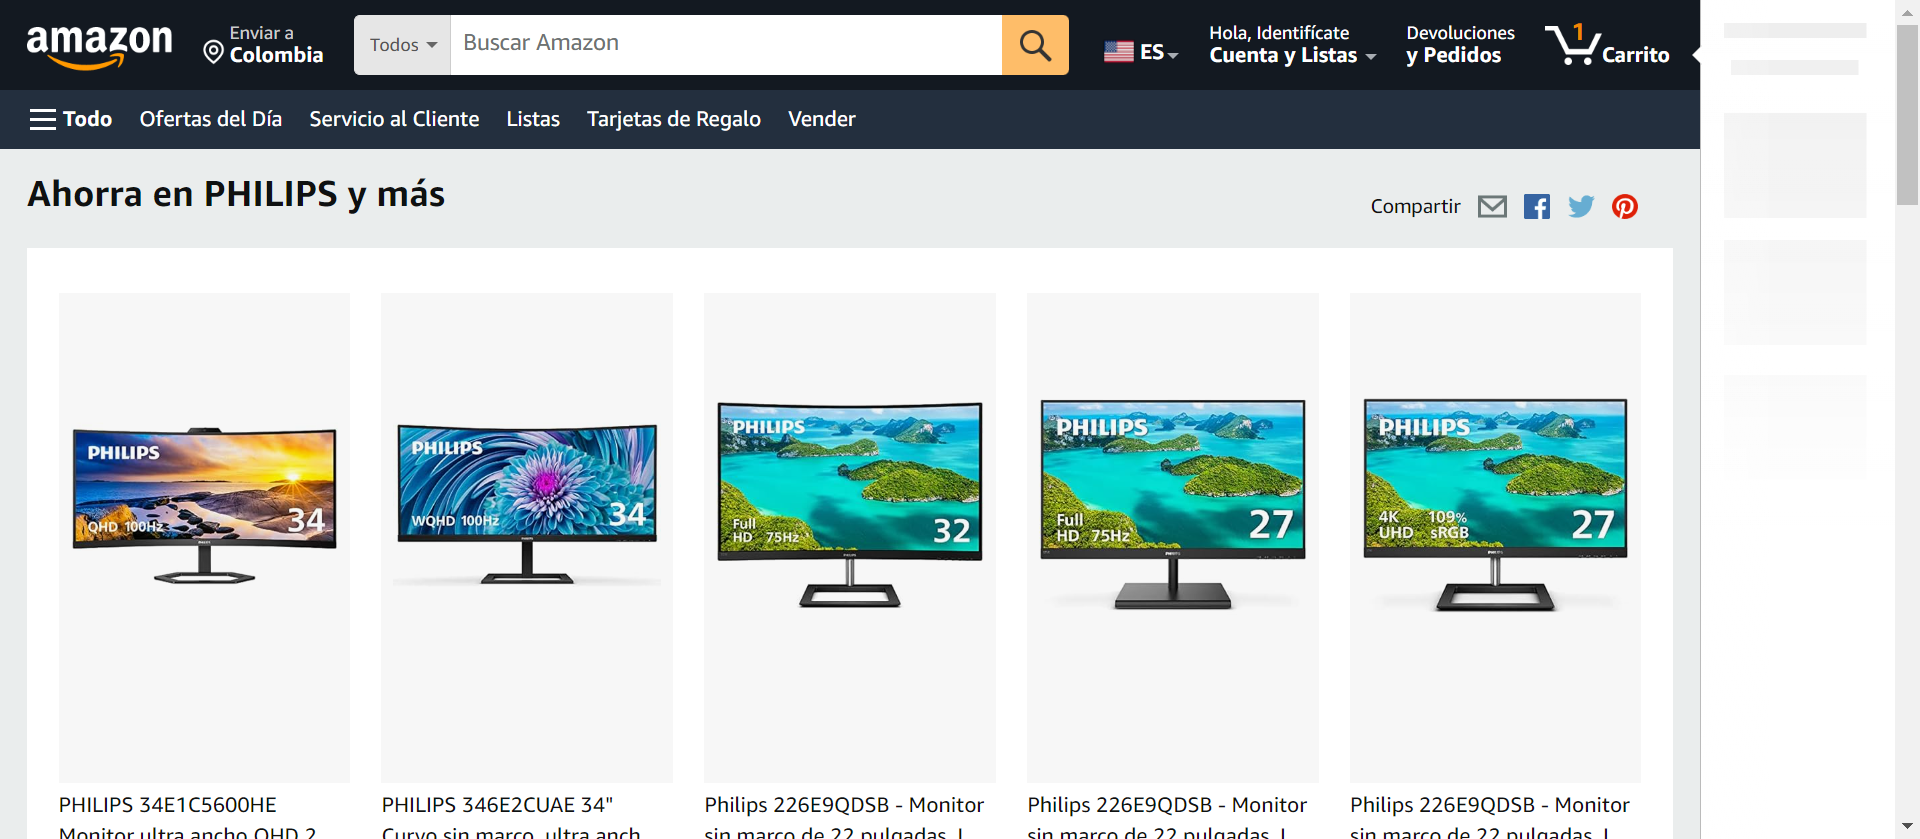 amazon
Enviar a
Colombia
Todos
Buscar Amazon
ES
Hola, Identifícate
Cuenta y Listas
Devoluciones
y Pedidos
1
Carrito
Todo
Ofertas del Día
Servicio al Cliente
Listas
Tarjetas de Regalo
Vender
Ahorra en PHILIPS y más
Compartir
PHILIPS
QHD 100Hz
34
PHILIPS
WQHD 100Hz
34
PHILIPS
Full
HD 75Hz
32
PHILIPS
Full
HD 75Hz
27
PHILIPS
4K 109%
UHD sRGB
27
PHILIPS 34E1C5600HE
Monitor ultra ancho QHD 2
PHILIPS 346E2CUAE 34"
Curvo sin marco, ultra anch
Philips 226E9QDSB - Monitor
sin marco de 22 pulgadas, I
Philips 226E9QDSB - Monitor
sin marco de 22 pulgadas, I
Philips 226E9QDSB - Monitor
sin marco de 22 pulgadas, I